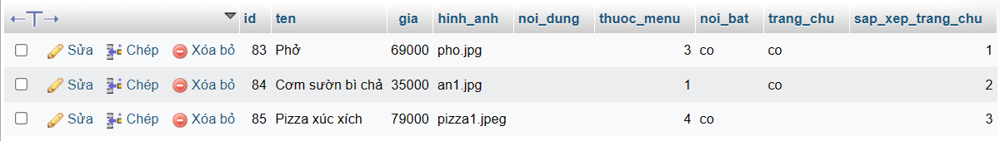 id ten gia hinh_anh noi_dung thuoc_menu noi_bat trang_chu sap_xep_trang_chu
Sửa Chép Xóa bỏ 83 Phở 69000 pho.jpg 3 co co 1
Sửa Chép Xóa bỏ 84 Cơm sườn bì chả 35000 an1.jpg 1 co 2
Sửa Chép Xóa bỏ 85 Pizza xúc xích 79000 pizza1.jpeg 4 co 3